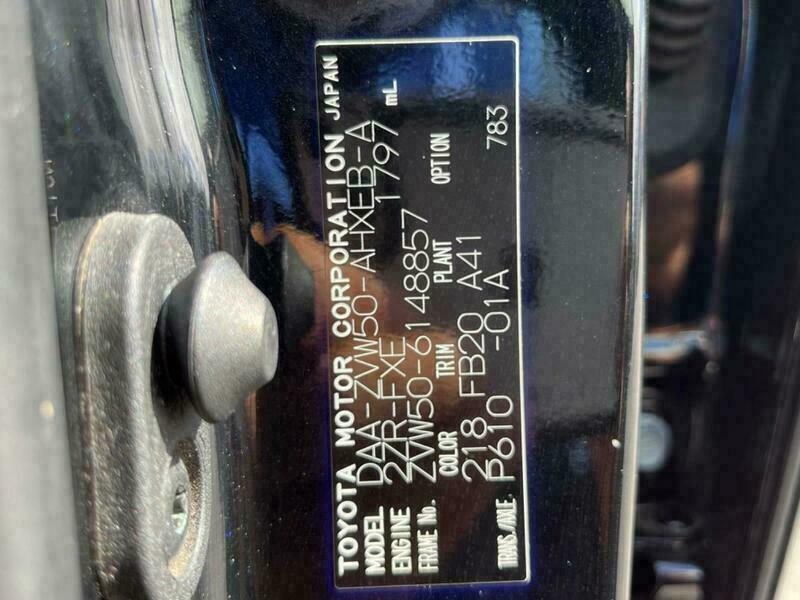 TOYOTA MOTOR CORPORATION JAPAN
MODEL DAA-ZVW50-AHXEB-A
ENGINE 2ZR-FXE 1797 mL
FRAME No. ZVW50-6148857
COLOR TRIM PLANT OPTION
218 FB20 A41
TRANS/AXLE. P610 -01A 783